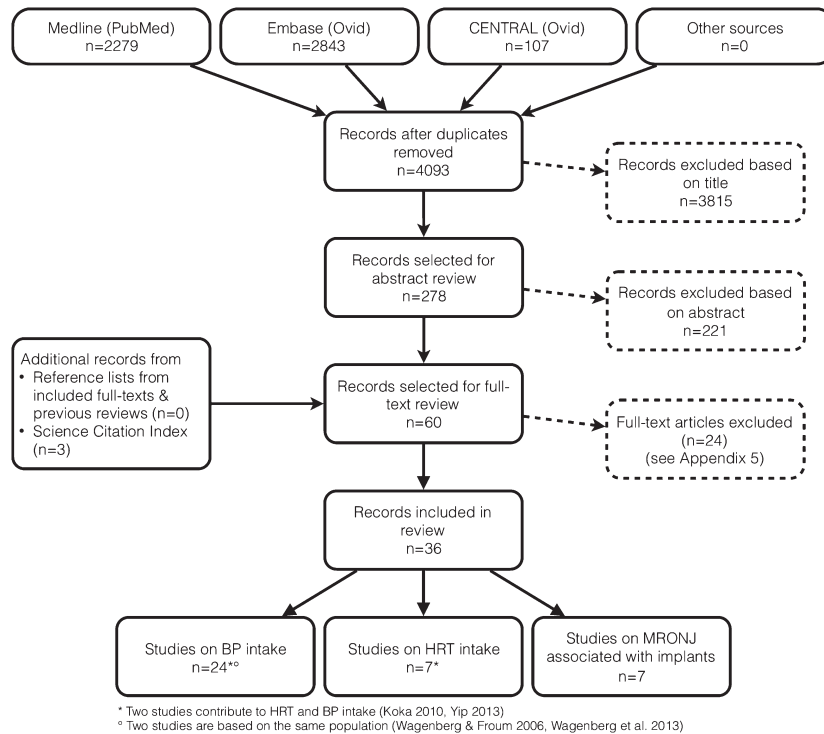 Medline (PubMed)
n=2279
Embase (Ovid)
n=2843
CENTRAL (Ovid)
n=107
Other sources
n=0
Records after duplicates
removed
n=4093
Records excluded based
on title
n=3815
Records selected for
abstract review
n=278
Records excluded based
on abstract
n=221
Additional records from
• Reference lists from
included full-texts &
previous reviews (n=0)
• Science Citation Index
(n=3)
Records selected for full-
text review
n=60
Full-text articles excluded
(n=24)
(see Appendix 5)
Records included in
review
n=36
Studies on BP intake
n=24*°
Studies on HRT intake
n=7*
Studies on MRONJ
associated with implants
n=7
* Two studies contribute to HRT and BP intake (Koka 2010, Yip 2013)
° Two studies are based on the same population (Wagenberg & Froum 2006, Wagenberg et al. 2013)